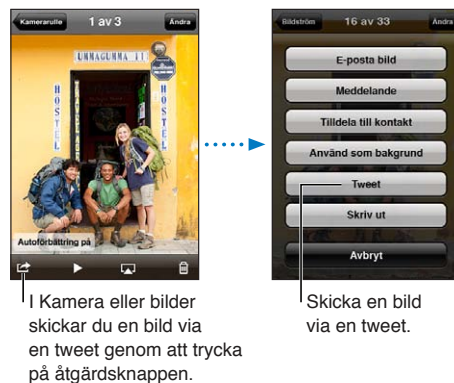 Kamerarulle
1 av 3
Ändra
UMMAGUMMA II
HOSTEL
HOSTEL
Autoförbättring på
I Kamera eller bilder
skickar du en bild via
en tweet genom att trycka
på åtgärdsknappen.
Bildström
16 av 33
Ändra
E-posta bild
Meddelande
Tilldela till kontakt
Använd som bakgrund
Tweet
Skriv ut
Avbryt
Skicka en bild
via en tweet.